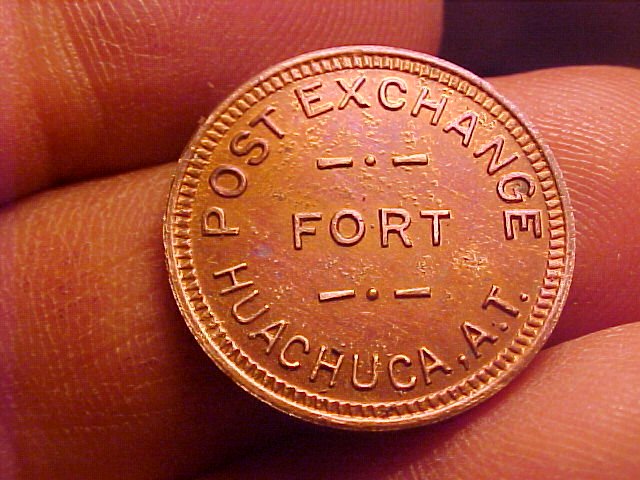 POST EXCHANGE
FORT
HUACHUCA, A.T.